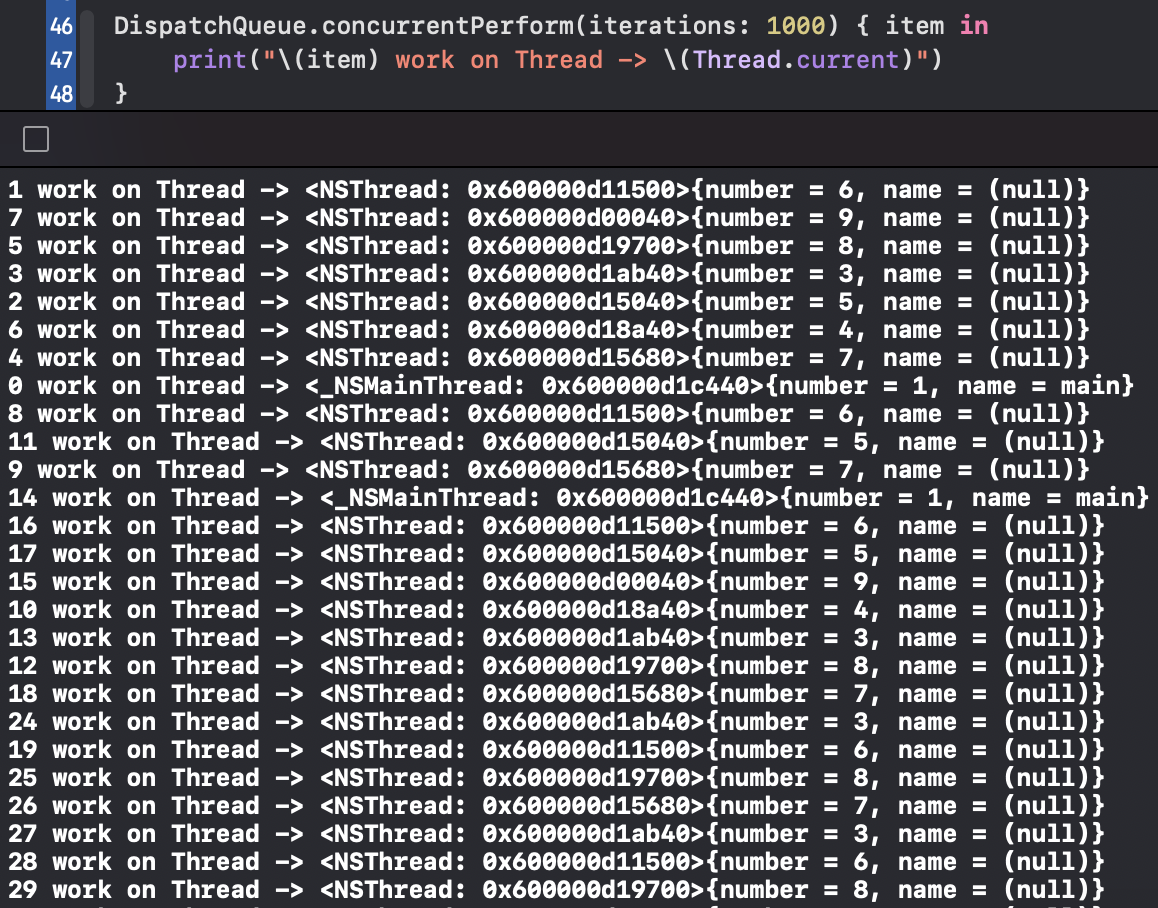 46 DispatchQueue.concurrentPerform(iterations: 1000) { item in
47     print("\(item) work on Thread -> \(Thread.current)")
48 }
1 work on Thread -> <NSThread: 0x600000d11500>{number = 6, name = (null)}
7 work on Thread -> <NSThread: 0x600000d00040>{number = 9, name = (null)}
5 work on Thread -> <NSThread: 0x600000d19700>{number = 8, name = (null)}
3 work on Thread -> <NSThread: 0x600000d1ab40>{number = 3, name = (null)}
2 work on Thread -> <NSThread: 0x600000d15040>{number = 5, name = (null)}
6 work on Thread -> <NSThread: 0x600000d18a40>{number = 4, name = (null)}
4 work on Thread -> <NSThread: 0x600000d15680>{number = 7, name = (null)}
0 work on Thread -> <_NSMainThread: 0x600000d1c440>{number = 1, name = main}
8 work on Thread -> <NSThread: 0x600000d11500>{number = 6, name = (null)}
11 work on Thread -> <NSThread: 0x600000d15040>{number = 5, name = (null)}
9 work on Thread -> <NSThread: 0x600000d15680>{number = 7, name = (null)}
14 work on Thread -> <_NSMainThread: 0x600000d1c440>{number = 1, name = main}
16 work on Thread -> <NSThread: 0x600000d11500>{number = 6, name = (null)}
17 work on Thread -> <NSThread: 0x600000d15040>{number = 5, name = (null)}
15 work on Thread -> <NSThread: 0x600000d00040>{number = 9, name = (null)}
10 work on Thread -> <NSThread: 0x600000d18a40>{number = 4, name = (null)}
13 work on Thread -> <NSThread: 0x600000d1ab40>{number = 3, name = (null)}
12 work on Thread -> <NSThread: 0x600000d19700>{number = 8, name = (null)}
18 work on Thread -> <NSThread: 0x600000d15680>{number = 7, name = (null)}
24 work on Thread -> <NSThread: 0x600000d1ab40>{number = 3, name = (null)}
19 work on Thread -> <NSThread: 0x600000d11500>{number = 6, name = (null)}
25 work on Thread -> <NSThread: 0x600000d19700>{number = 8, name = (null)}
26 work on Thread -> <NSThread: 0x600000d15680>{number = 7, name = (null)}
27 work on Thread -> <NSThread: 0x600000d1ab40>{number = 3, name = (null)}
28 work on Thread -> <NSThread: 0x600000d11500>{number = 6, name = (null)}
29 work on Thread -> <NSThread: 0x600000d19700>{number = 8, name = (null)}